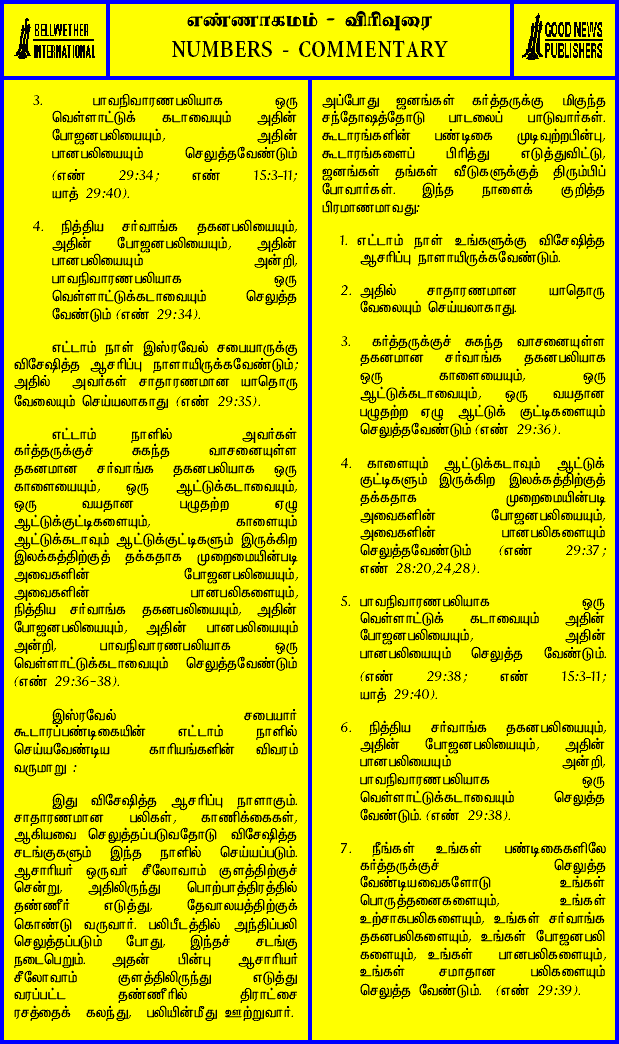 BELLWETHER
INTERNATIONAL
எண்ணாகமம் - விரிவுரை
NUMBERS - COMMENTARY
GOOD NEWS
PUBLISHERS
3. பாவநிவாரணபலியாக ஒரு
வெள்ளாட்டுக் கடாவையும் அதின்
போஜனபலியையும், அதின்
பானபலியையும் செலுத்தவேண்டும்
(எண் 29:34; எண் 15:3-11;
யாத் 29:40).
4. நித்திய சர்வாங்க தகனபலியையும்,
அதின் போஜனபலியையும், அதின்
பானபலியையும் அன்றி,
பாவநிவாரணபலியாக ஒரு
வெள்ளாட்டுக்கடாவையும் செலுத்த
வேண்டும் (எண் 29:34).
எட்டாம் நாள் இஸ்ரவேல் சபையாருக்கு
விசேஷித்த ஆசரிப்பு நாளாயிருக்கவேண்டும்;
அதில் அவர்கள் சாதாரணமான யாதொரு
வேலையும் செய்யலாகாது (எண் 29:35).
எட்டாம் நாளில் அவர்கள்
கர்த்தருக்குச் சுகந்த வாசனையுள்ள
தகனமான சர்வாங்க தகனபலியாக ஒரு
காளையையும், ஒரு ஆட்டுக்கடாவையும்,
ஒரு வயதான பழுதற்ற ஏழு
ஆட்டுக்குட்டிகளையும், காளையும்
ஆட்டுக்கடாவும் ஆட்டுக்குட்டிகளும் இருக்கிற
இலக்கத்திற்குத் தக்கதாக முறைமையின்படி
அவைகளின் போஜனபலியையும்,
அவைகளின் பானபலிகளையும்,
நித்திய சர்வாங்க தகனபலியையும், அதின்
போஜனபலியையும், அதின் பானபலியையும்
அன்றி, பாவநிவாரணபலியாக ஒரு
வெள்ளாட்டுக்கடாவையும் செலுத்தவேண்டும்
(எண் 29:36-38).
இஸ்ரவேல் சபையார்
கூடாரப்பண்டிகையின் எட்டாம் நாளில்
செய்யவேண்டிய காரியங்களின் விவரம்
வருமாறு :
இது விசேஷித்த ஆசரிப்பு நாளாகும்.
சாதாரணமான பலிகள், காணிக்கைகள்,
ஆகியவை செலுத்தப்படுவதோடு விசேஷித்த
சடங்குகளும் இந்த நாளில் செய்யப்படும்.
ஆசாரியர் ஒருவர் சீலோவாம் குளத்திற்குச்
சென்று, அதிலிருந்து பொற்பாத்திரத்தில்
தண்ணீர் எடுத்து, தேவாலயத்திற்குக்
கொண்டு வருவார். பலிபீடத்தில் அந்திப்பலி
செலுத்தப்படும் போது, இந்தச் சடங்கு
நடைபெறும். அதன் பின்பு ஆசாரியர்
சீலோவாம் குளத்திலிருந்து எடுத்து
வரப்பட்ட தண்ணீரில் திராட்சை
ரசத்தைக் கலந்து, பலியின்மீது ஊற்றுவார்.
அப்போது ஜனங்கள் கர்த்தருக்கு மிகுந்த
சந்தோஷத்தோடு பாடலைப் பாடுவார்கள்.
கூடாரங்களின் பண்டிகை முடிவுற்றபின்பு,
கூடாரங்களைப் பிரித்து எடுத்துவிட்டு,
ஜனங்கள் தங்கள் வீடுகளுக்குத் திரும்பிப்
போவார்கள். இந்த நாளைக் குறித்த
பிரமாணமாவது:
1. எட்டாம் நாள் உங்களுக்கு விசேஷித்த
ஆசரிப்பு நாளாயிருக்கவேண்டும்.
2. அதில் சாதாரணமான யாதொரு
வேலையும் செய்யலாகாது.
3. கர்த்தருக்குச் சுகந்த வாசனையுள்ள
தகனமான சர்வாங்க தகனபலியாக
ஒரு காளையையும், ஒரு
ஆட்டுக்கடாவையும், ஒரு வயதான
பழுதற்ற ஏழு ஆட்டுக் குட்டிகளையும்
செலுத்தவேண்டும் (எண் 29:36).
4. காளையும் ஆட்டுக்கடாவும் ஆட்டுக்
குட்டிகளும் இருக்கிற இலக்கத்திற்குத்
தக்கதாக முறைமையின்படி
அவைகளின் போஜனபலியையும்,
அவைகளின் பானபலிகளையும்
செலுத்தவேண்டும் (எண் 29:37;
எண் 28:20,24,28).
5. பாவநிவாரணபலியாக ஒரு
வெள்ளாட்டுக் கடாவையும் அதின்
போஜனபலியையும், அதின்
பானபலியையும் செலுத்த வேண்டும்.
(எண் 29:38; எண் 15:3-11;
யாத் 29:40).
6. நித்திய சர்வாங்க தகனபலியையும்,
அதின் போஜனபலியையும், அதின்
பானபலியையும் அன்றி,
பாவநிவாரணபலியாக ஒரு
வெள்ளாட்டுக்கடாவையும் செலுத்த
வேண்டும். (எண் 29:38).
7. நீங்கள் உங்கள் பண்டிகைகளிலே
கர்த்தருக்குச் செலுத்த
வேண்டியவைகளோடு உங்கள்
பொருத்தனைகளையும், உங்கள்
உற்சாகபலிகளையும், உங்கள் சர்வாங்க
தகனபலிகளையும், உங்கள் போஜனபலி
களையும், உங்கள் பானபலிகளையும்,
உங்கள் சமாதான பலிகளையும்
செலுத்த வேண்டும். (எண் 29:39).